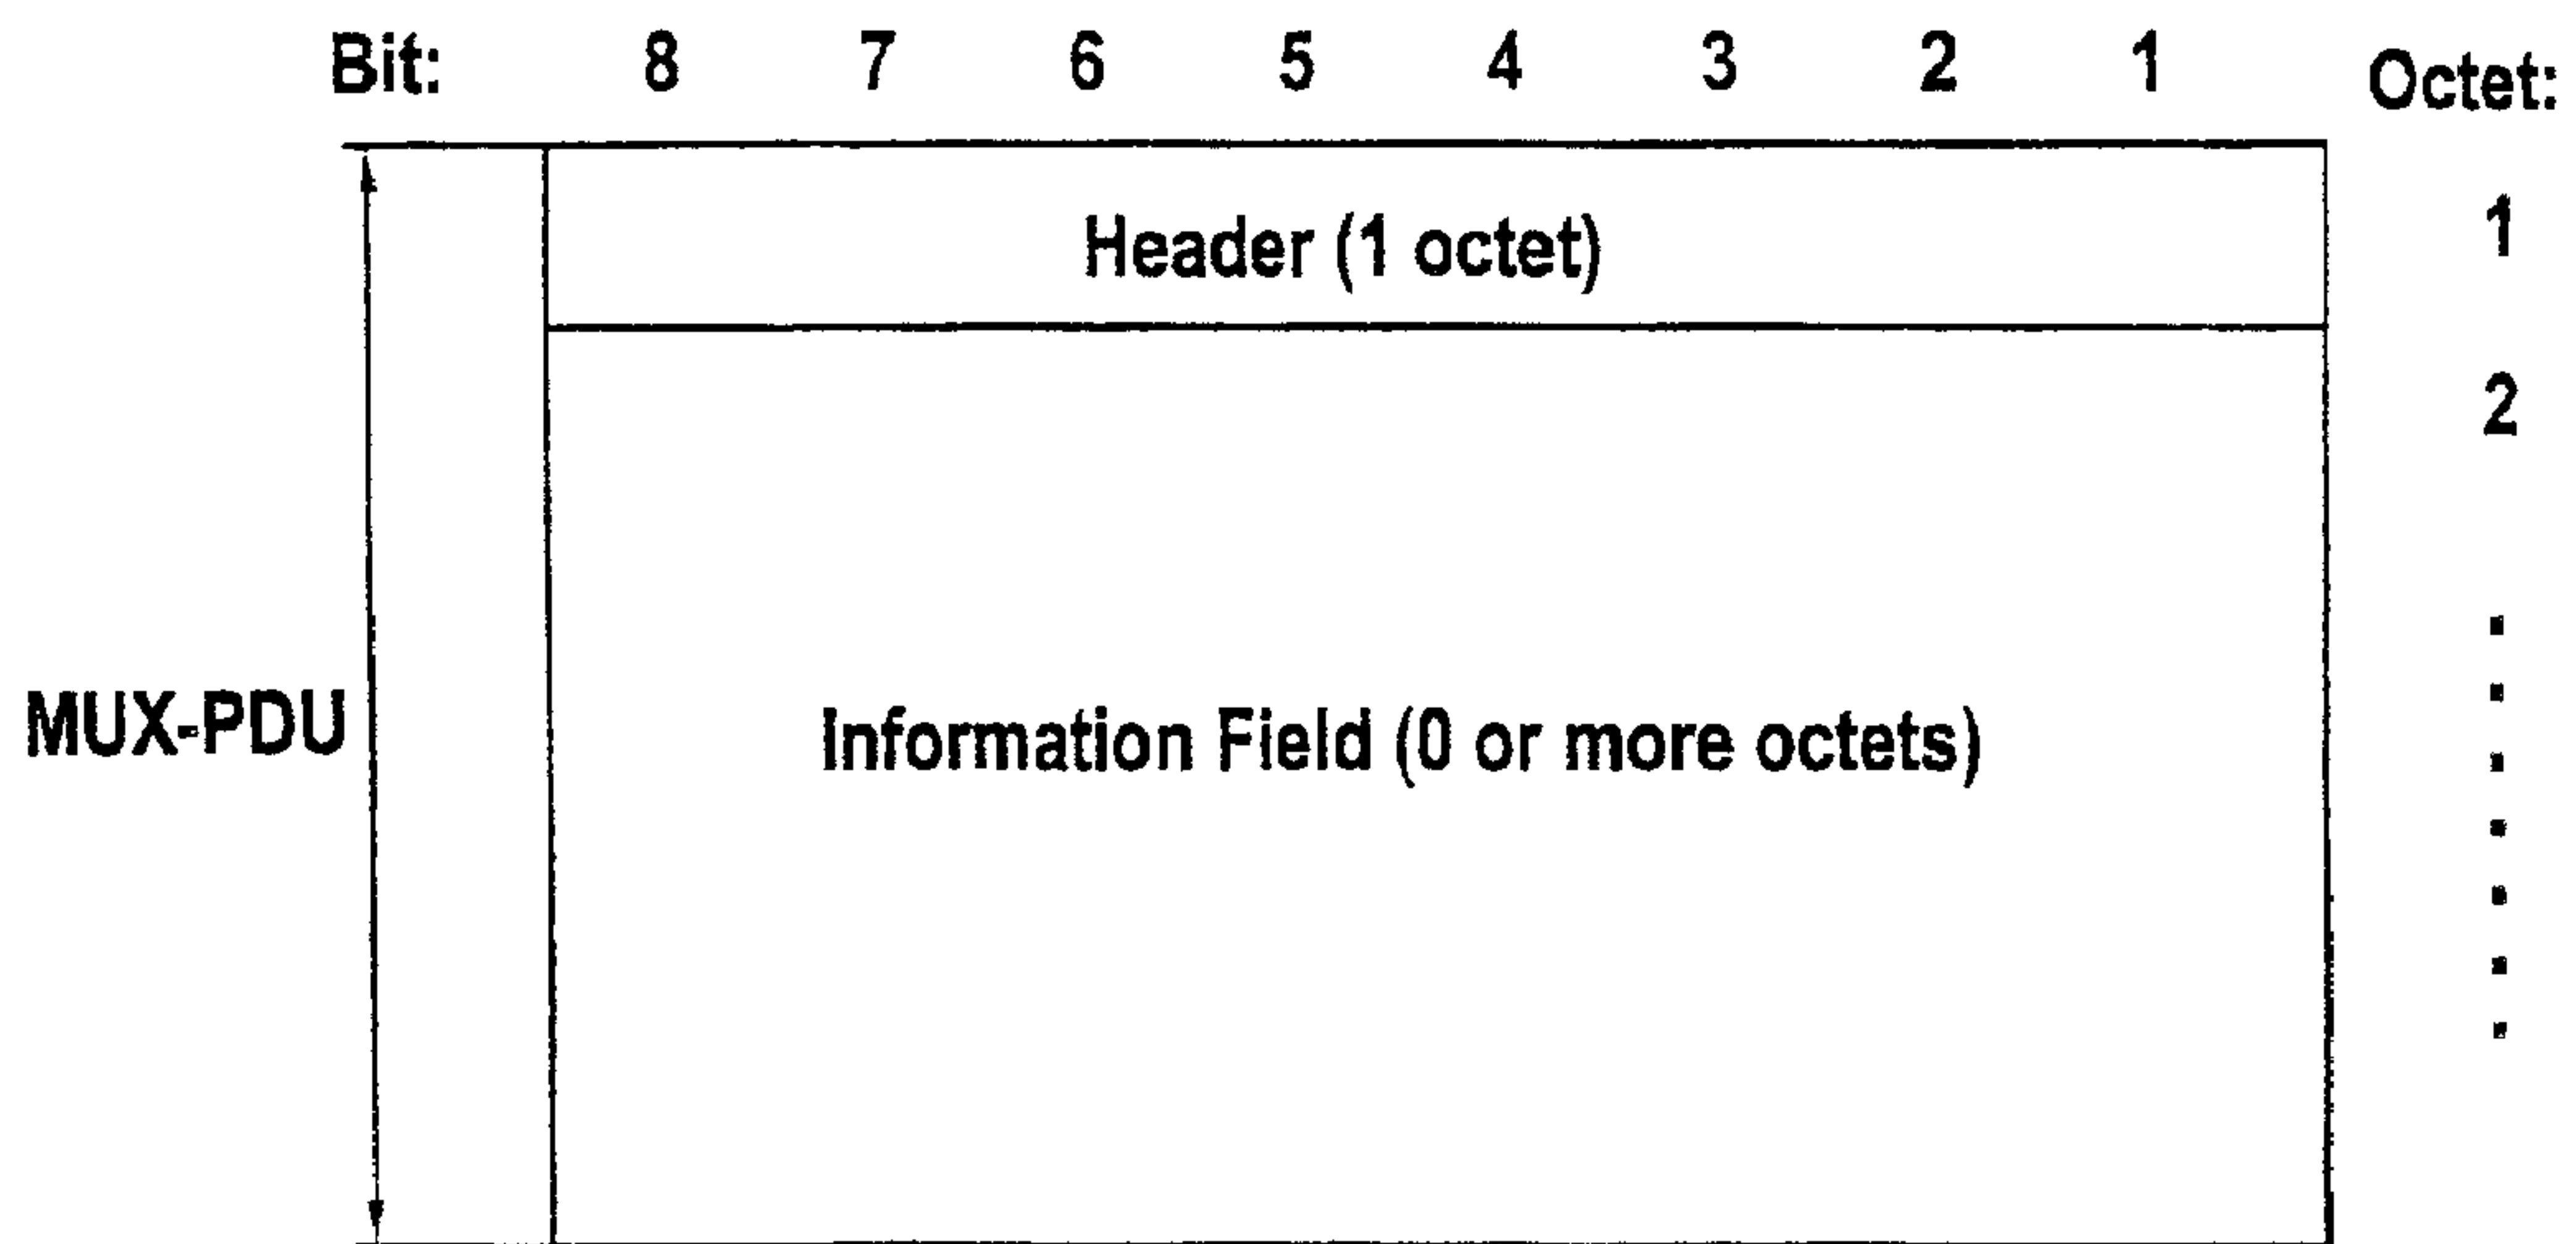 Bit: 8 7 6 5 4 3 2 1 Octet:
Header (1 octet) 1
2
MUX-PDU Information Field (0 or more octets)